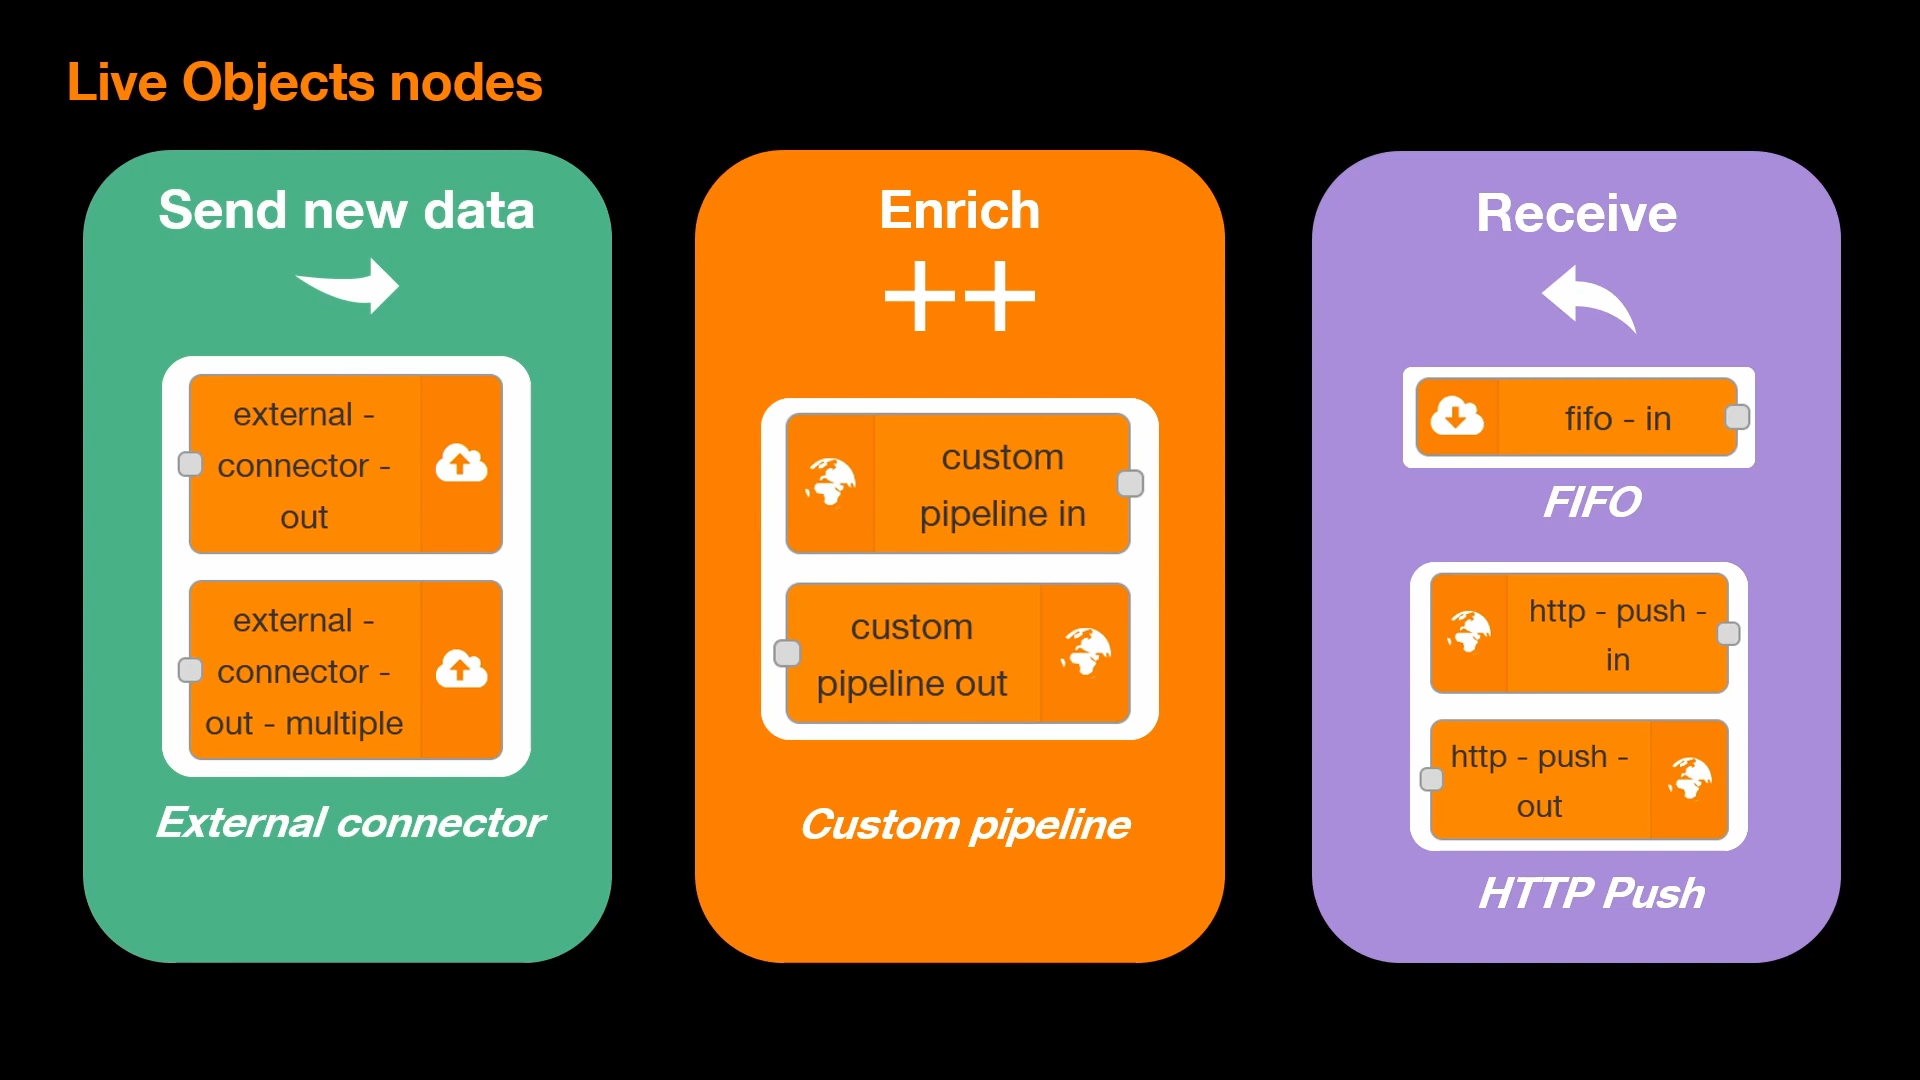 Live Objects nodes
Send new data
external -
connector -
out
external -
connector -
out - multiple
External connector
Enrich
++
custom
pipeline in
custom
pipeline out
Custom pipeline
Receive
fifo - in
FIFO
http - push -
in
http - push -
out
HTTP Push